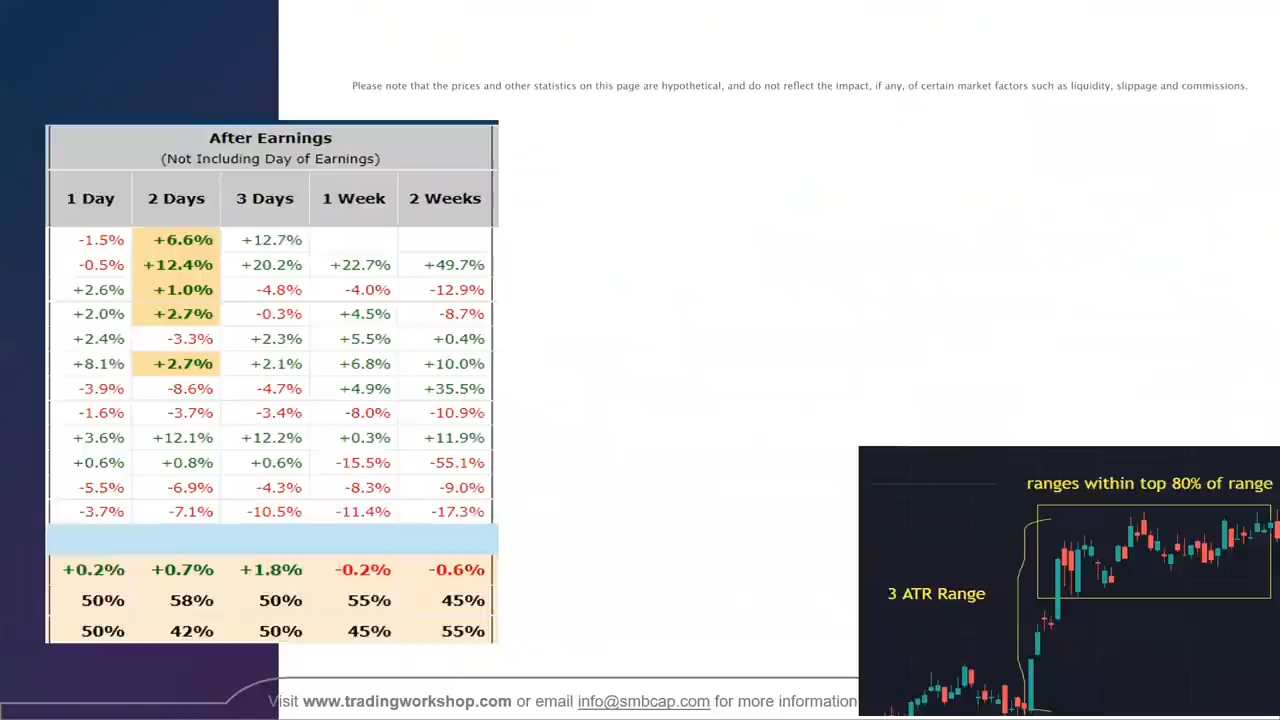 Please note that the prices and other statistics on this page are hypothetical, and do not reflect the impact, if any, of certain market factors such as liquidity, slippage and commissions.
After Earnings
(Not Including Day of Earnings)
1 Day 2 Days 3 Days 1 Week 2 Weeks
-1.5% +6.6% +12.7%
-0.5% +12.4% +20.2% +22.7% +49.7%
+2.6% +1.0% -4.8% -4.0% -12.9%
+2.0% +2.7% -0.3% +4.5% -8.7%
+2.4% -3.3% +2.3% +5.5% +0.4%
+8.1% +2.7% +2.1% +6.8% +10.0%
-3.9% -8.6% -4.7% +4.9% +35.5%
-1.6% -3.7% -3.4% -8.0% -10.9%
+3.6% +12.1% +12.2% +0.3% +11.9%
+0.6% +0.8% +0.6% -15.5% -55.1%
-5.5% -6.9% -4.3% -8.3% -9.0%
-3.7% -7.1% -10.5% -11.4% -17.3%
+0.2% +0.7% +1.8% -0.2% -0.6%
50% 58% 50% 55% 45%
50% 42% 50% 45% 55%
ranges within top 80% of range
3 ATR Range
Visit www.tradingworkshop.com or email info@smbcap.com for more information